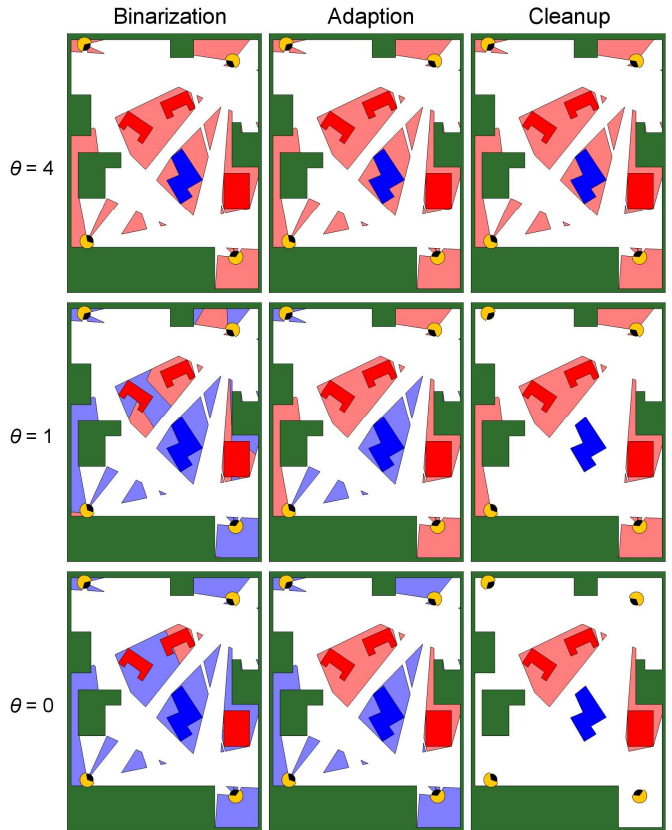 Binarization Adaption Cleanup
θ = 4
θ = 1
θ = 0